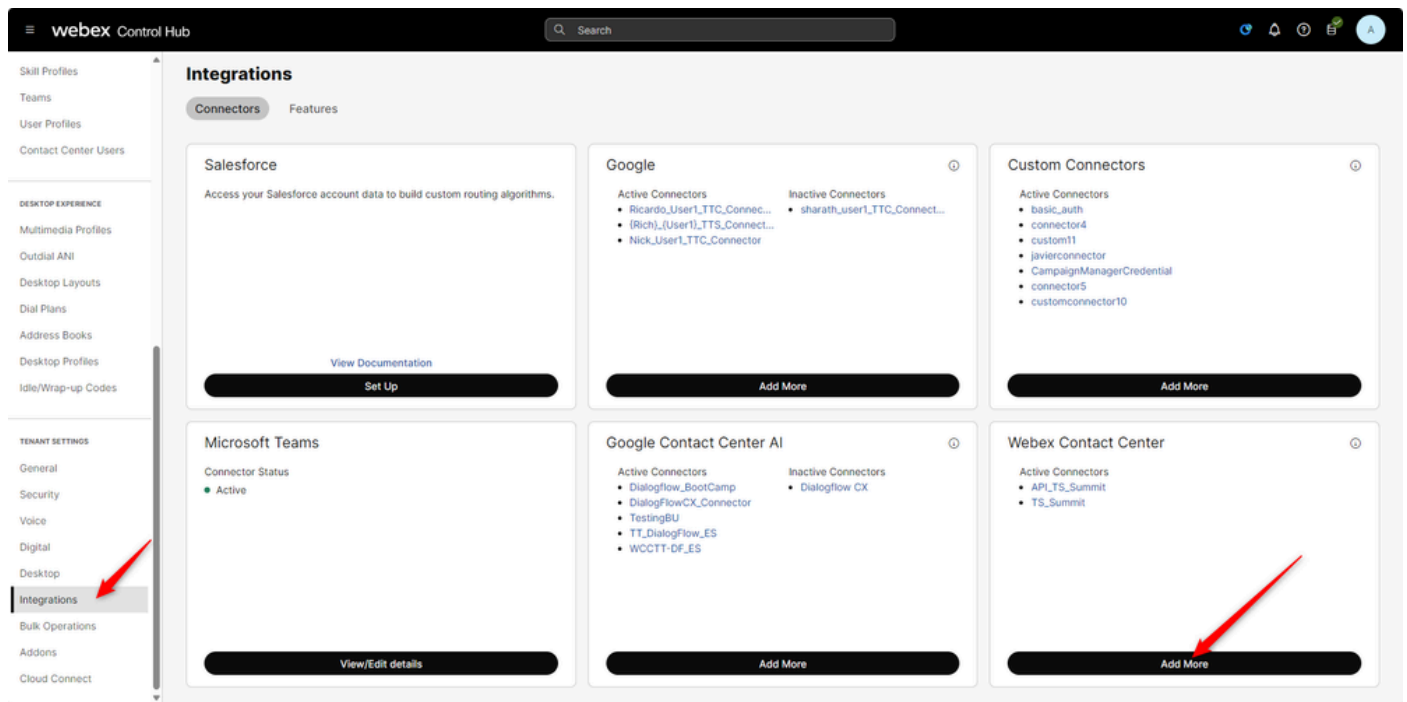 webex Control Hub
Search
A
Skill Profiles
Teams
User Profiles
Contact Center Users
DESKTOP EXPERIENCE
Multimedia Profiles
Outdial ANI
Desktop Layouts
Dial Plans
Address Books
Desktop Profiles
Idle/Wrap-up Codes
TENANT SETTINGS
General
Security
Voice
Digital
Desktop
Integrations
Bulk Operations
Addons
Cloud Connect
Integrations
Connectors
Features
Salesforce
Access your Salesforce account data to build custom routing algorithms.
View Documentation
Set Up
Google
Active Connectors
Ricardo_User1_TTC_Connec...
{Rich}_{User1}_TTS_Connect...
Nick_User1_TTC_Connector
Inactive Connectors
sharath_user1_TTC_Connect...
Add More
Custom Connectors
Active Connectors
basic_auth
connector4
custom11
javierconnector
CampaignManagerCredential
connector5
customconnector10
Add More
Microsoft Teams
Connector Status
Active
View/Edit details
Google Contact Center AI
Active Connectors
Dialogflow_BootCamp
DialogFlowCX_Connector
TestingBU
TT_DialogFlow_ES
WCCTT-DF_ES
Inactive Connectors
Dialogflow CX
Add More
Webex Contact Center
Active Connectors
API_TS_Summit
TS_Summit
Add More